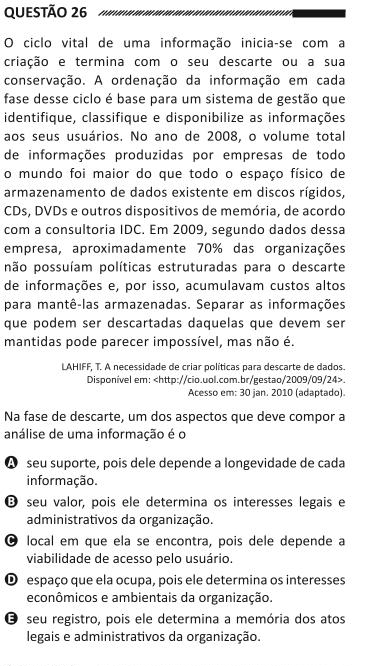 QUESTÃO 26
O ciclo vital de uma informação inicia-se com a
criação e termina com o seu descarte ou a sua
conservação. A ordenação da informação em cada
fase desse ciclo é base para um sistema de gestão que
identifique, classifique e disponibilize as informações
aos seus usuários. No ano de 2008, o volume total
de informações produzidas por empresas de todo
o mundo foi maior do que todo o espaço físico de
armazenamento de dados existente em discos rígidos,
CDs, DVDs e outros dispositivos de memória, de acordo
com a consultoria IDC. Em 2009, segundo dados dessa
empresa, aproximadamente 70% das organizações
não possuíam políticas estruturadas para o descarte
de informações e, por isso, acumulavam custos altos
para mantê-las armazenadas. Separar as informações
que podem ser descartadas daquelas que devem ser
mantidas pode parecer impossível, mas não é.
LAHIFF, T. A necessidade de criar políticas para descarte de dados.
Disponível em: <http://cio.uol.com.br/gestao/2009/09/24>.
Acesso em: 30 jan. 2010 (adaptado).
Na fase de descarte, um dos aspectos que deve compor a
análise de uma informação é o
A seu suporte, pois dele depende a longevidade de cada
informação.
B seu valor, pois ele determina os interesses legais e
administrativos da organização.
C local em que ela se encontra, pois dele depende a
viabilidade de acesso pelo usuário.
D espaço que ela ocupa, pois ele determina os interesses
econômicos e ambientais da organização.
E seu registro, pois ele determina a memória dos atos
legais e administrativos da organização.